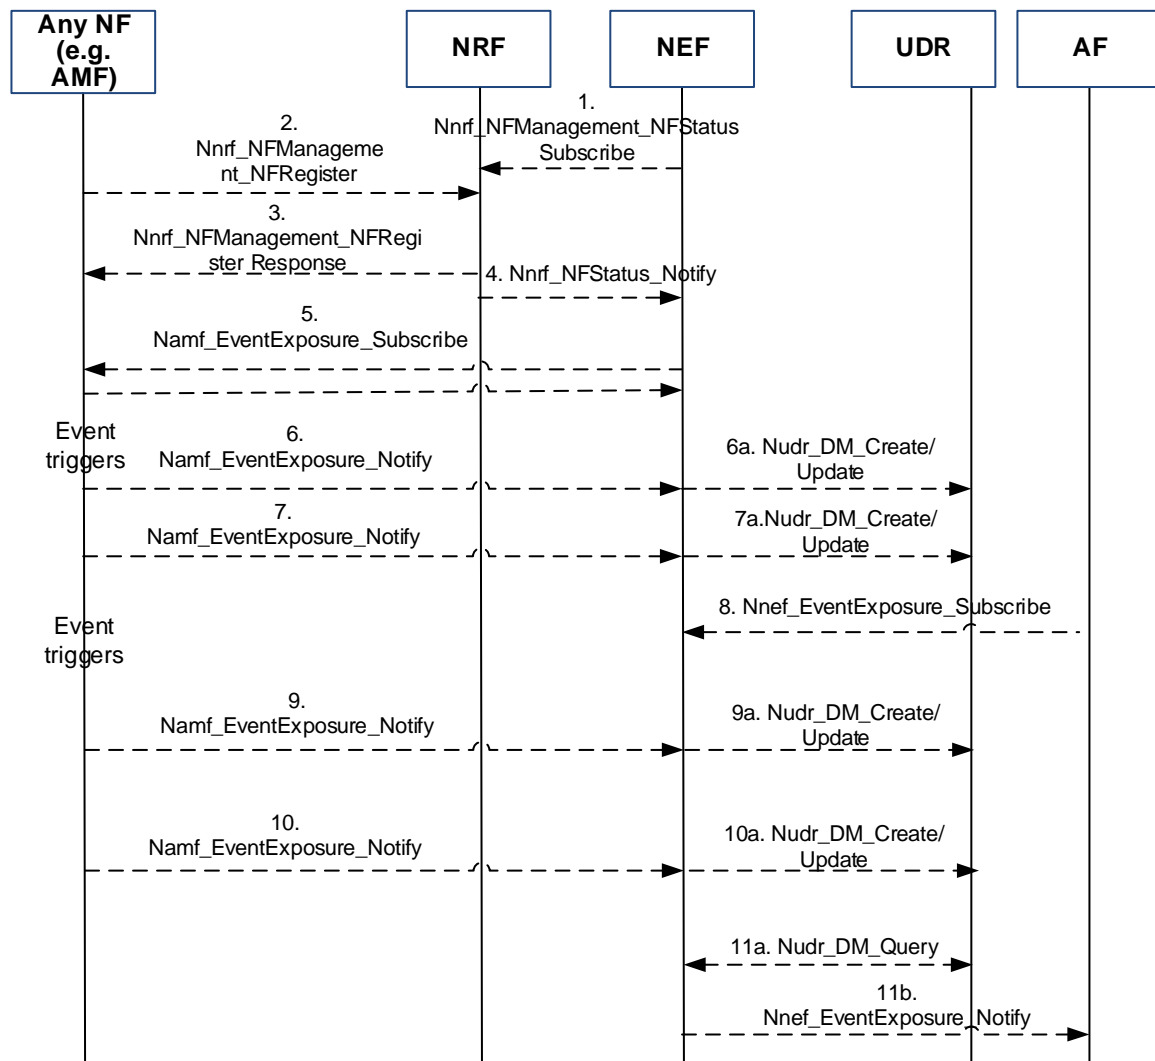 Any NF
(e.g.
AMF)
NRF
NEF
UDR
AF
1.
Nnrf_NFManagement_NFStatus
Subscribe
2.
Nnrf_NFManageme
nt_NFRegister
3.
Nnrf_NFManagement_NFRegi
ster Response
4. Nnrf_NFStatus_Notify
5.
Namf_EventExposure_Subscribe
Event
triggers
6.
Namf_EventExposure_Notify
6a. Nudr_DM_Create/
Update
7.
Namf_EventExposure_Notify
7a.Nudr_DM_Create/
Update
8. Nnef_EventExposure_Subscribe
Event
triggers
9.
Namf_EventExposure_Notify
9a. Nudr_DM_Create/
Update
10.
Namf_EventExposure_Notify
10a. Nudr_DM_Create/
Update
11a. Nudr_DM_Query
11b.
Nnef_EventExposure_Notify